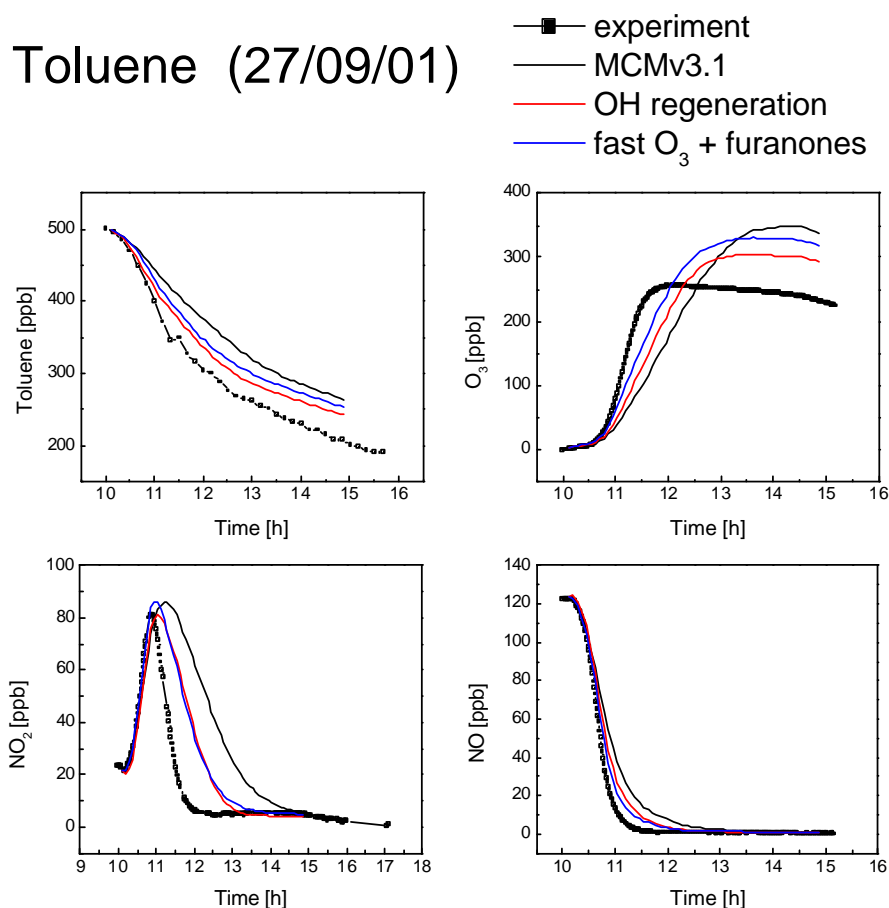 Toluene (27/09/01)
experiment
MCMv3.1
OH regeneration
fast O3 + furanones
500
400
300
200
Toluene [ppb]
10 11 12 13 14 15 16
Time [h]
400
300
200
100
0
O3 [ppb]
10 11 12 13 14 15 16
Time [h]
100
80
60
40
20
0
NO2 [ppb]
9 10 11 12 13 14 15 16 17 18
Time [h]
140
120
100
80
60
40
20
0
NO [ppb]
10 11 12 13 14 15 16
Time [h]